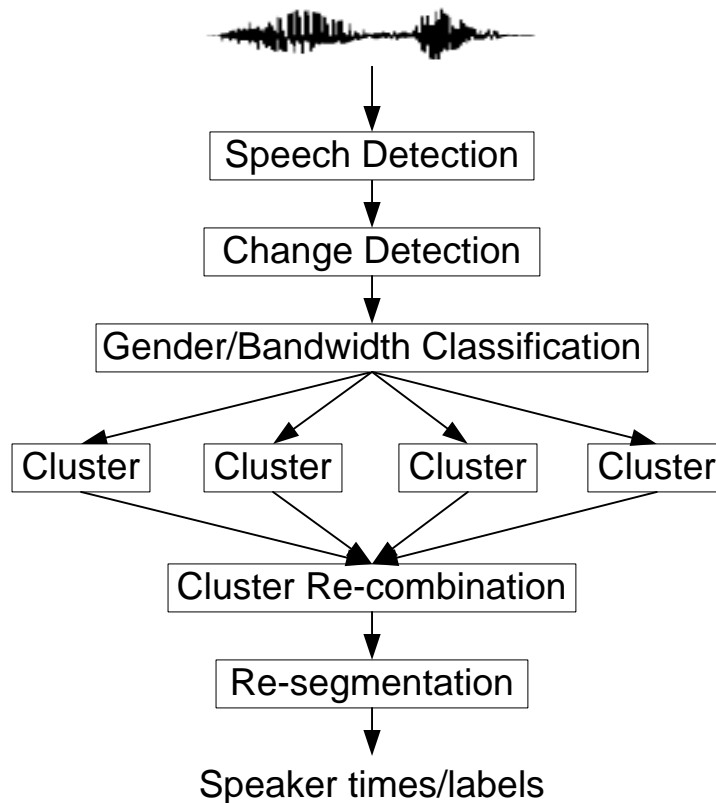 Speech Detection
Change Detection
Gender/Bandwidth Classification
Cluster
Cluster
Cluster
Cluster
Cluster Re-combination
Re-segmentation
Speaker times/labels